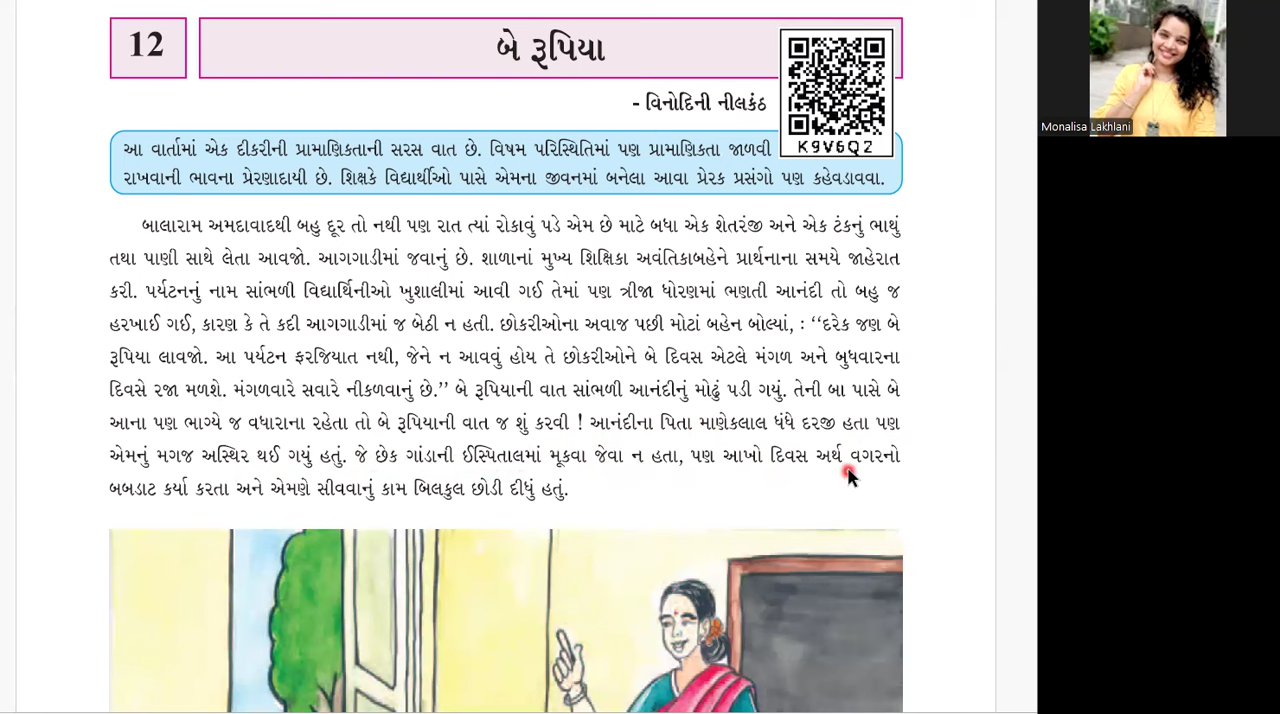 12
બે રૂપિયા
- વિનોદિની નીલકંઠ
K9V6Q2
Monalisa Lakhlani
આ વાર્તામાં એક દીકરીની પ્રામાણિકતાની સરસ વાત છે. વિષમ પરિસ્થિતિમાં પણ પ્રામાણિકતા જાળવી
રાખવાની ભાવના પ્રેરણાદાયી છે. શિક્ષકે વિદ્યાર્થીઓ પાસે એમના જીવનમાં બનેલા આવા પ્રેરક પ્રસંગો પણ કહેવડાવવા.
બાલારામ અમદાવાદથી બહુ દૂર તો નથી પણ રાત ત્યાં રોકાવું પડે એમ છે માટે બધા એક શેતરંજી અને એક ટંકનું ભાથું
તથા પાણી સાથે લેતા આવજો. આગગાડીમાં જવાનું છે. શાળાનાં મુખ્ય શિક્ષિકા અવંતિકાબહેને પ્રાર્થનાના સમયે જાહેરાત
કરી. પર્યટનનું નામ સાંભળી વિદ્યાર્થિનીઓ ખુશાલીમાં આવી ગઈ તેમાં પણ ત્રીજા ધોરણમાં ભણતી આનંદી તો બહુ જ
હરખાઈ ગઈ, કારણ કે તે કદી આગગાડીમાં જ બેઠી ન હતી. છોકરીઓના અવાજ પછી મોટાં બહેન બોલ્યાં, : ‘‘દરેક જણ બે
રૂપિયા લાવજો. આ પર્યટન ફરજિયાત નથી, જેને ન આવવું હોય તે છોકરીઓને બે દિવસ એટલે મંગળ અને બુધવારના
દિવસે રજા મળશે. મંગળવારે સવારે નીકળવાનું છે.’’ બે રૂપિયાની વાત સાંભળી આનંદીનું મોઢું પડી ગયું. તેની બા પાસે બે
આના પણ ભાગ્યે જ વધારાના રહેતા તો બે રૂપિયાની વાત જ શું કરવી ! આનંદીના પિતા માણેકલાલ ધંધે દરજી હતા પણ
એમનું મગજ અસ્થિર થઈ ગયું હતું. જે છેક ગાંડાની ઈસ્પિતાલમાં મૂકવા જેવા ન હતા, પણ આખો દિવસ અર્થ વગરનો
બબડાટ કર્યા કરતા અને એમણે સીવવાનું કામ બિલકુલ છોડી દીધું હતું.